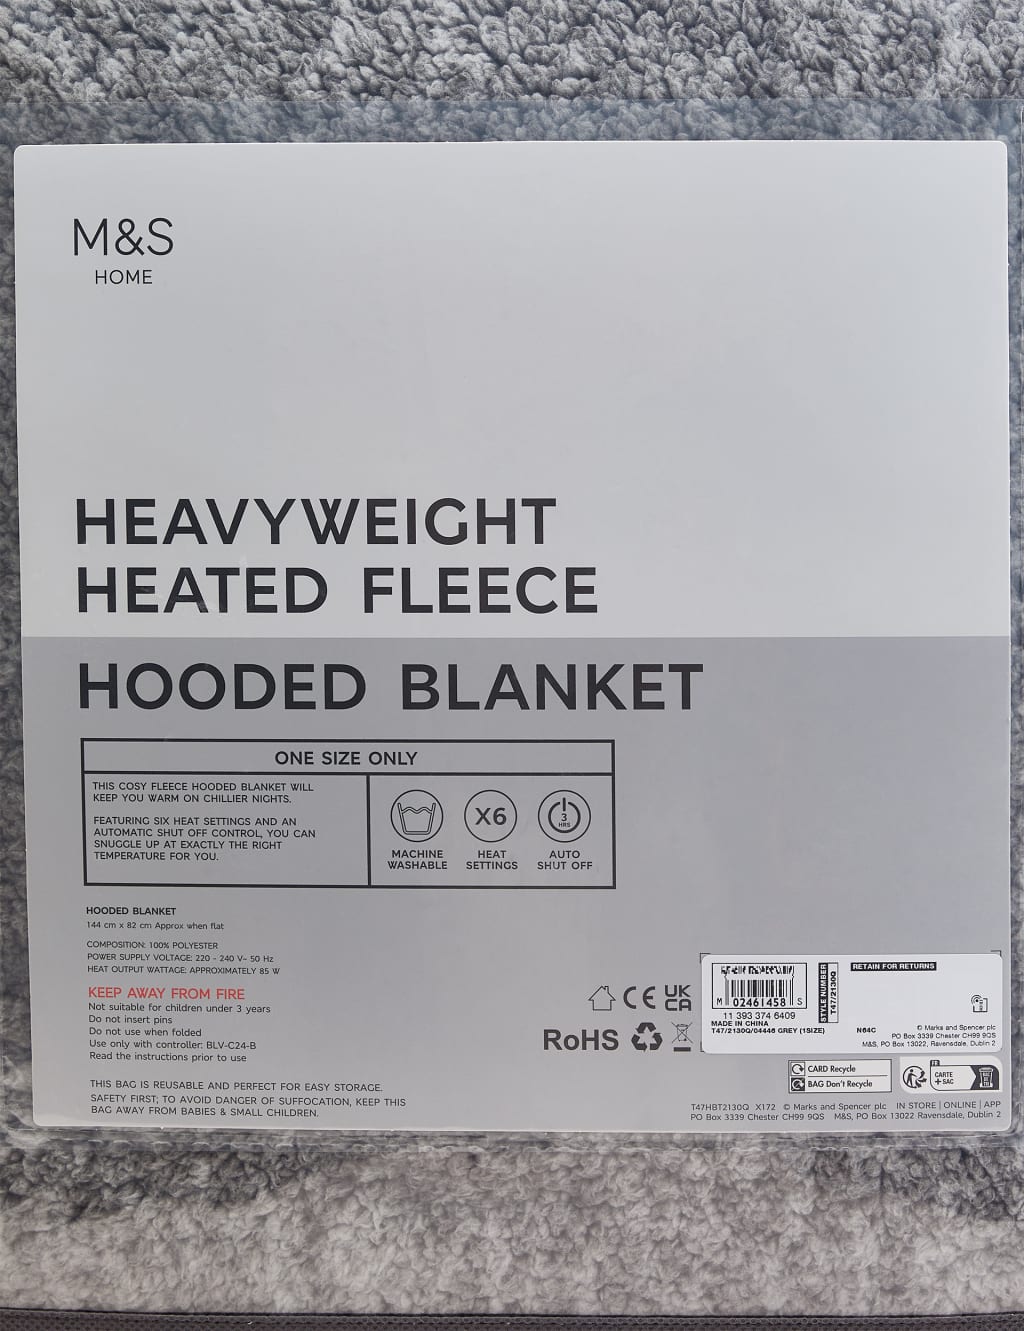 M&S
HOME
HEAVYWEIGHT
HEATED FLEECE
HOODED BLANKET
ONE SIZE ONLY
THIS COSY FLEECE HOODED BLANKET WILL
KEEP YOU WARM ON CHILLIER NIGHTS.
FEATURING SIX HEAT SETTINGS AND AN
AUTOMATIC SHUT OFF CONTROL, YOU CAN
SNUGGLE UP AT EXACTLY THE RIGHT
TEMPERATURE FOR YOU.
MACHINE
WASHABLE
X6
HEAT
SETTINGS
3
HRS
AUTO
SHUT OFF
HOODED BLANKET
144 cm x 82 cm Approx when flat
COMPOSITION: 100% POLYESTER
POWER SUPPLY VOLTAGE: 220 - 240 V~ 50 Hz
HEAT OUTPUT WATTAGE: APPROXIMATELY 85 W
KEEP AWAY FROM FIRE
Not suitable for children under 3 years
Do not insert pins
Do not use when folded
Use only with controller: BLV-C24-B
Read the instructions prior to use
THIS BAG IS REUSABLE AND PERFECT FOR EASY STORAGE.
SAFETY FIRST; TO AVOID DANGER OF SUFFOCATION, KEEP THIS
BAG AWAY FROM BABIES & SMALL CHILDREN.
CE UK
CA
RoHS
M 02461458 S
11 393 374 6409
MADE IN CHINA
T47/2130Q/04446 GREY (1SIZE)
STYLE NUMBER
T47/2130Q
RETAIN FOR RETURNS
N64C
© Marks and Spencer plc
PO Box 3339 Chester CH99 9QS
M&S, PO Box 13022, Ravensdale, Dublin 2
CARD Recycle
BAG Don't Recycle
FR
CARTE
+ SAC
T47HBT2130Q X172 © Marks and Spencer plc IN STORE | ONLINE | APP
PO Box 3339 Chester CH99 9QS M&S, PO Box 13022 Ravensdale, Dublin 2